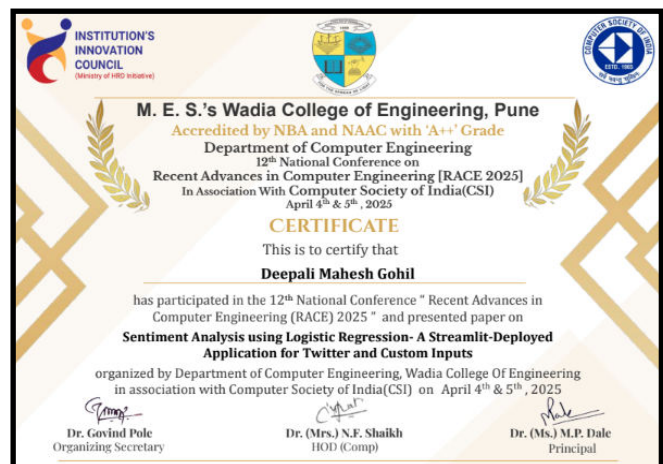 INSTITUTION'S
INNOVATION
COUNCIL
(Ministry of HRD Initiative)
COMPUTER SOCIETY OF INDIA
ESTD. 1965
M. E. S.'s Wadia College of Engineering, Pune
Accredited by NBA and NAAC with 'A++' Grade
Department of Computer Engineering
12th National Conference on
Recent Advances in Computer Engineering [RACE 2025]
In Association With Computer Society of India(CSI)
April 4th & 5th , 2025
CERTIFICATE
This is to certify that
Deepali Mahesh Gohil
has participated in the 12th National Conference " Recent Advances in
Computer Engineering (RACE) 2025 " and presented paper on
Sentiment Analysis using Logistic Regression- A Streamlit-Deployed
Application for Twitter and Custom Inputs
organized by Department of Computer Engineering, Wadia College Of Engineering
in association with Computer Society of India(CSI) on April 4th & 5th , 2025
Dr. Govind Pole
Organizing Secretary
Dr. (Mrs.) N.F. Shaikh
HOD (Comp)
Dr. (Ms.) M.P. Dale
Principal